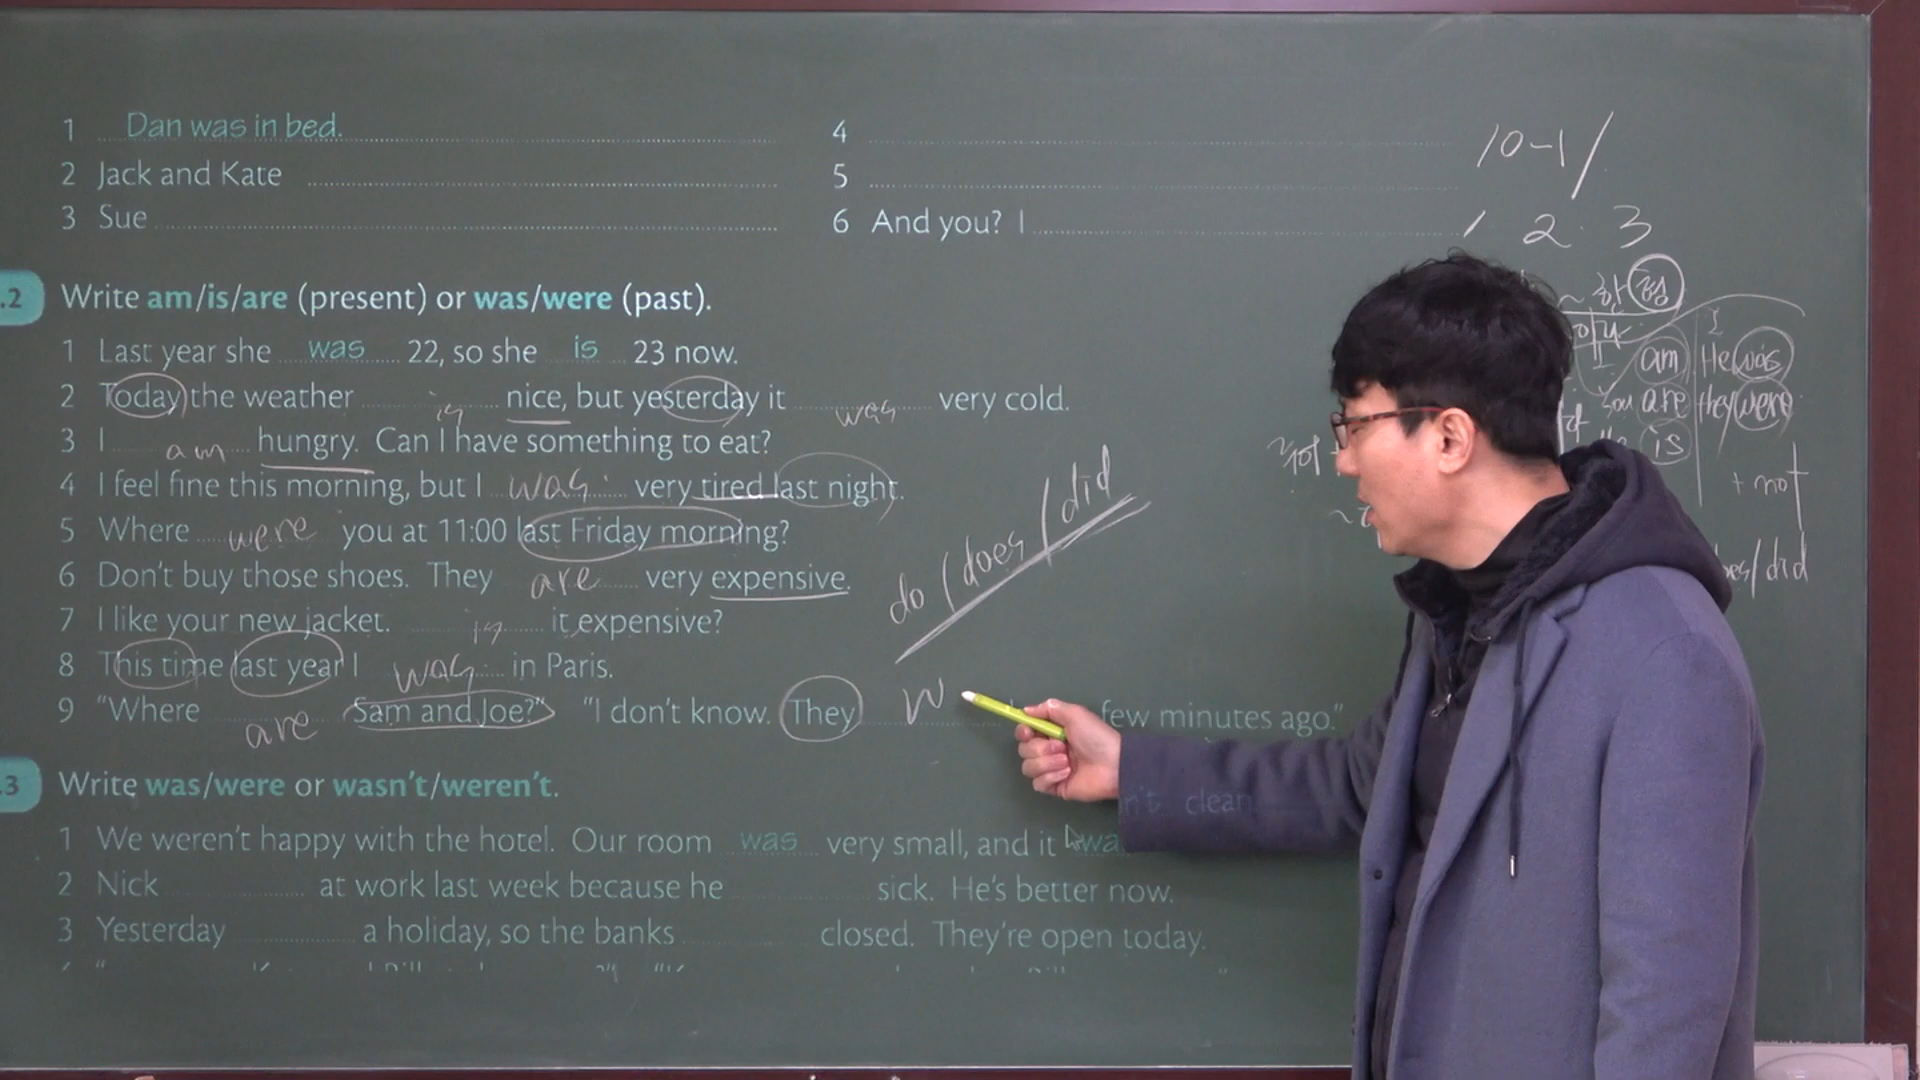 1 Dan was in bed.
2 Jack and Kate
3 Sue
4
5
6 And you? I
10-1/
1 2. 3
.2 Write am/is/are (present) or was/were (past).
1 Last year she was 22, so she is 23 now.
2 Today the weather is nice, but yesterday it was very cold.
3 I am hungry. Can I have something to eat?
4 I feel fine this morning, but I was very tired last night.
5 Where were you at 11:00 last Friday morning?
6 Don't buy those shoes. They are very expensive.
7 I like your new jacket. is it expensive?
8 This time last year I was in Paris.
9 "Where are Sam and Joe?" "I don't know. They w few minutes ago."
do/does/did
.3 Write was/were or wasn't/weren't.
1 We weren't happy with the hotel. Our room was very small, and it wa n't clean
2 Nick at work last week because he sick. He's better now.
3 Yesterday a holiday, so the banks closed. They're open today.
I am
I
He was
you are
they were
is
+ not
es/did